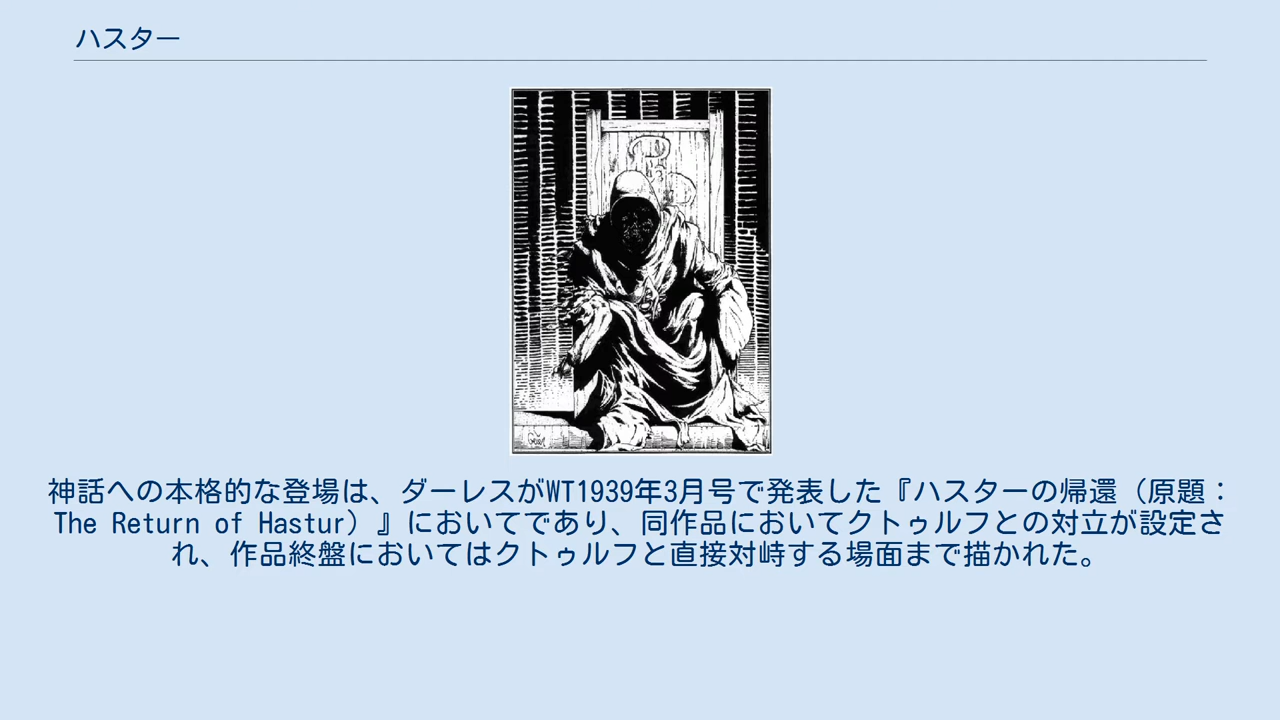 ハスター
神話への本格的な登場は、ダーレスがWT1939年3月号で発表した『ハスターの帰還（原題：
The Return of Hastur）』においてであり、同作品においてクトゥルフとの対立が設定さ
れ、作品終盤においてはクトゥルフと直接対峙する場面まで描かれた。